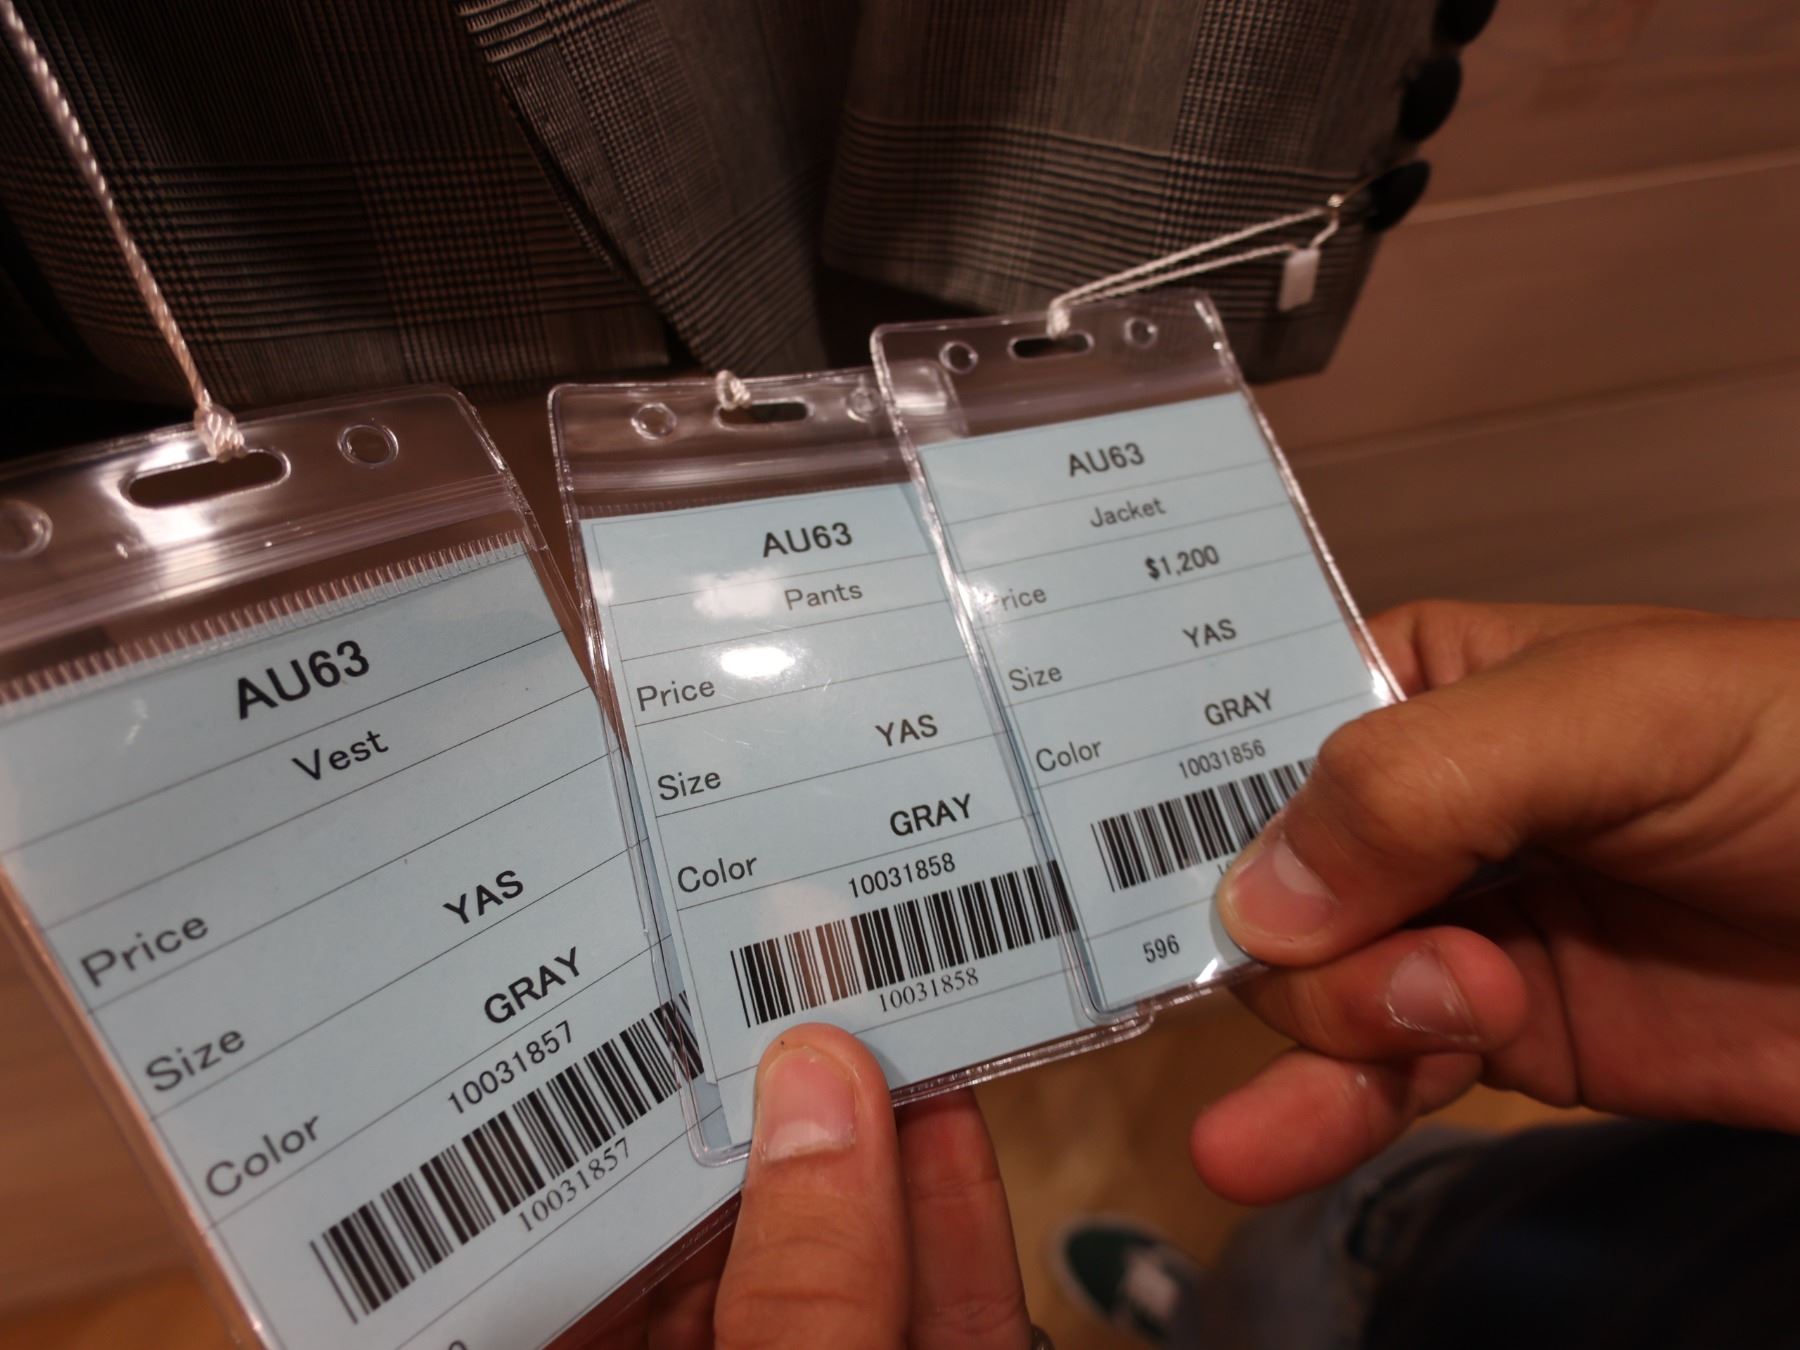 AU63
Vest
Price
YAS
Size
GRAY
Color
10031857
10031857
AU63
Pants
Price
YAS
Size
GRAY
Color
10031858
10031858
AU63
Jacket
$1,200
Price
YAS
Size
GRAY
Color
10031856
596